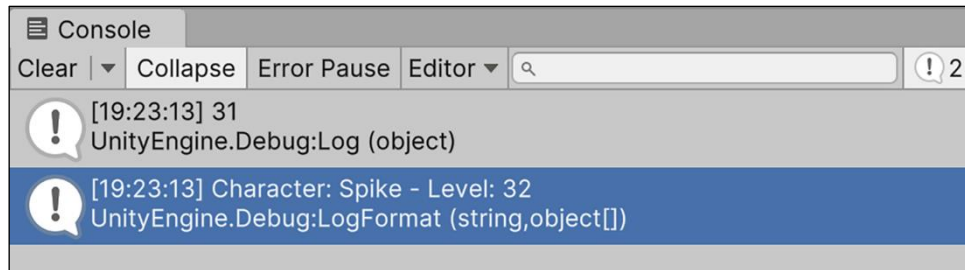 Console
Clear Collapse Error Pause Editor 2
[19:23:13] 31
UnityEngine.Debug:Log (object)
[19:23:13] Character: Spike - Level: 32
UnityEngine.Debug:LogFormat (string,object[])